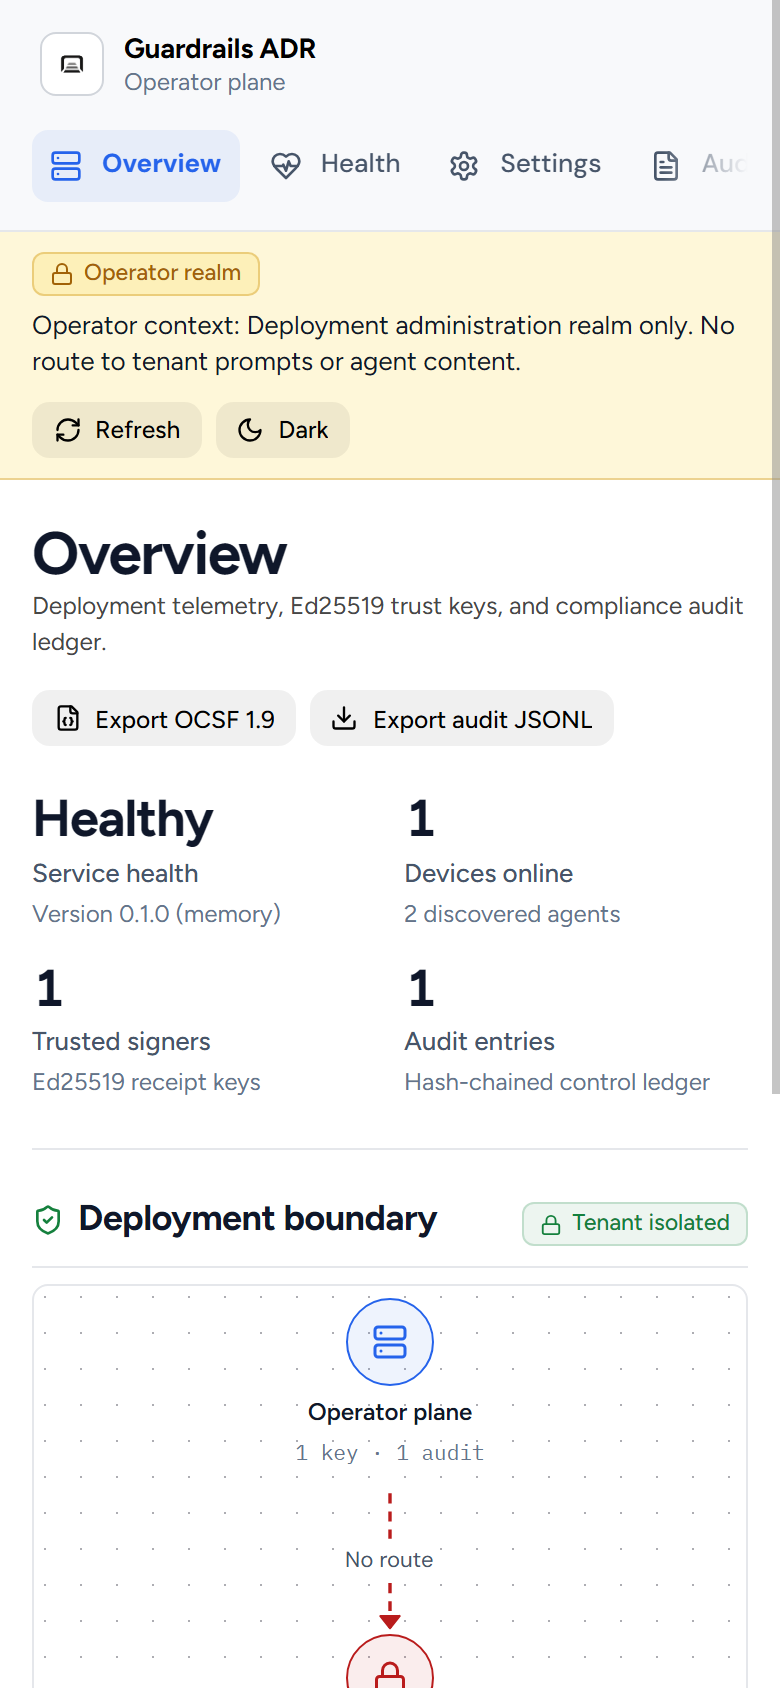 Guardrails ADR
Operator plane
Overview
Health
Settings
Operator realm
Operator context: Deployment administration realm only. No
route to tenant prompts or agent content.
Refresh
Dark
Overview
Deployment telemetry, Ed25519 trust keys, and compliance audit
ledger.
Export OCSF 1.9
Export audit JSONL
Healthy
Service health
Version 0.1.0 (memory)
1
Devices online
2 discovered agents
1
Trusted signers
Ed25519 receipt keys
1
Audit entries
Hash-chained control ledger
Deployment boundary
Tenant isolated
Operator plane
1 key · 1 audit
No route